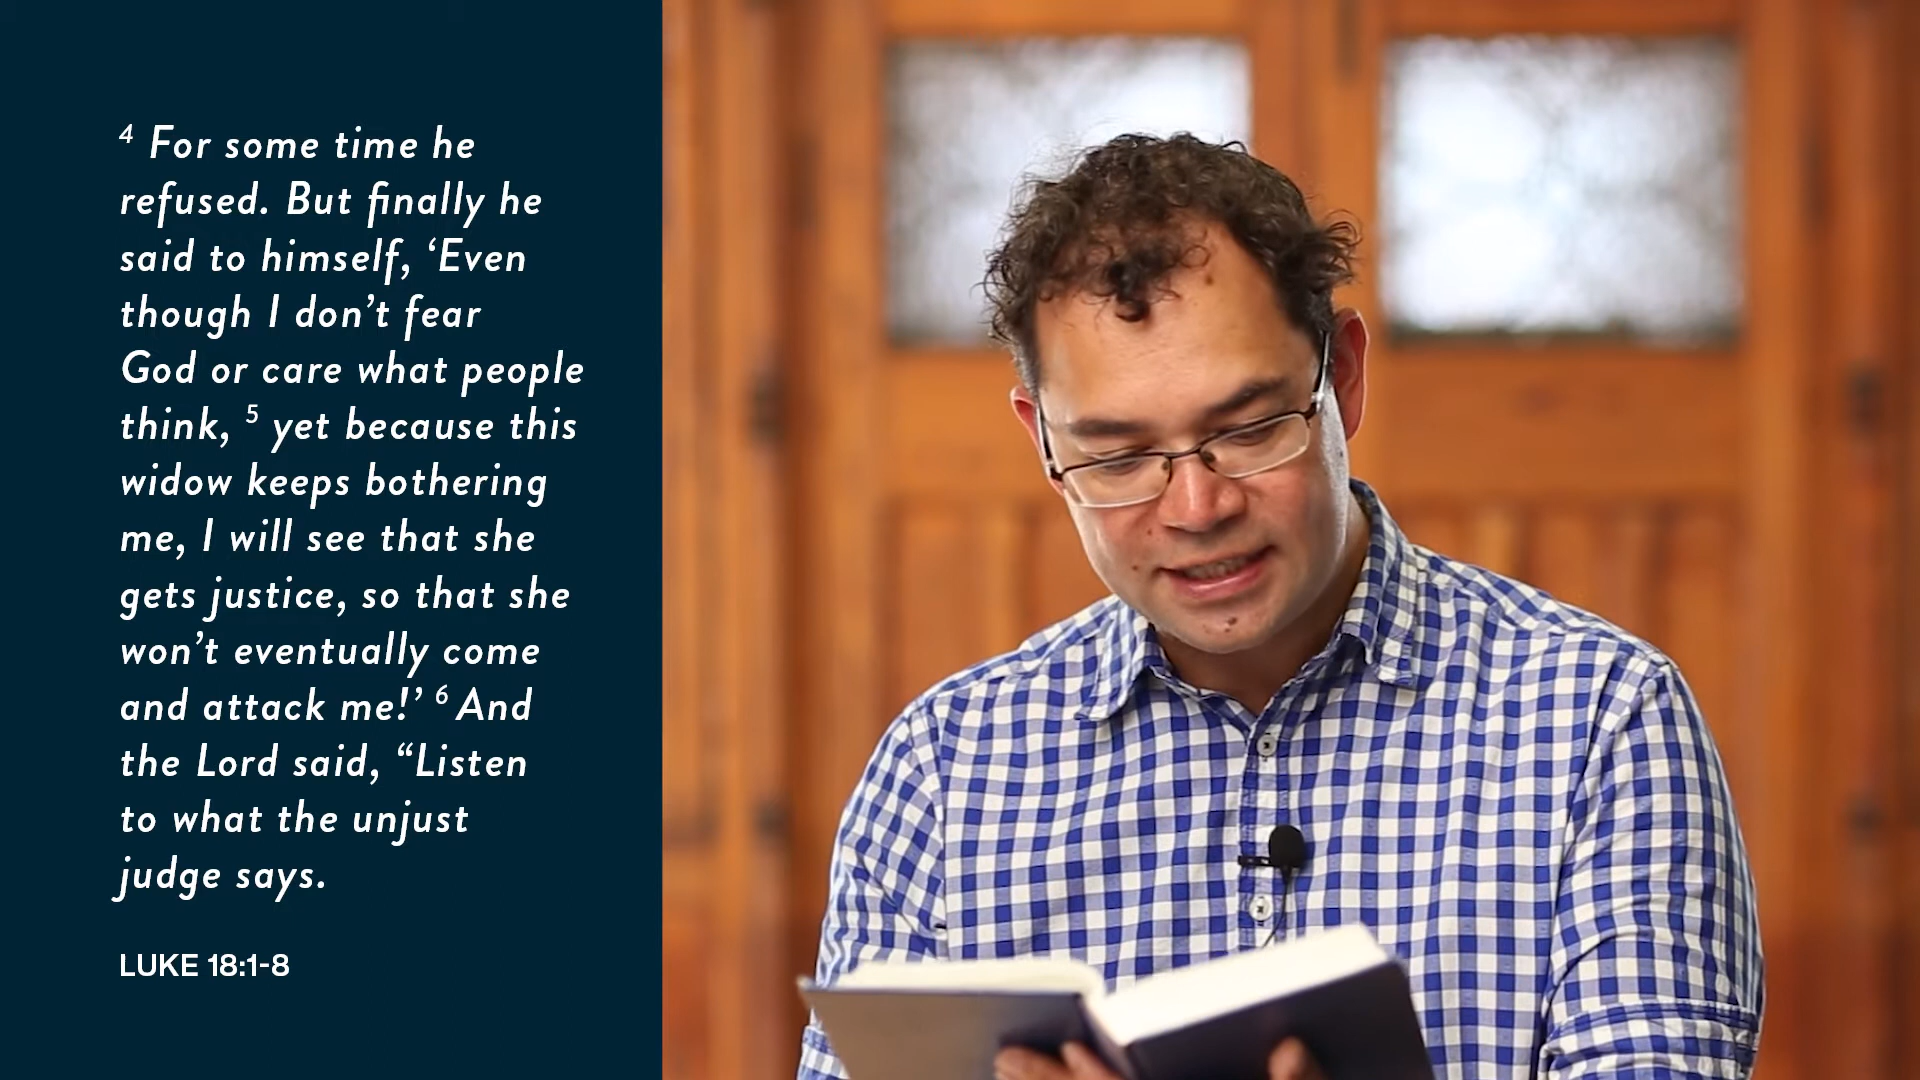 ⁴ For some time he
refused. But finally he
said to himself, ‘Even
though I don’t fear
God or care what people
think, ⁵ yet because this
widow keeps bothering
me, I will see that she
gets justice, so that she
won’t eventually come
and attack me!’ ⁶ And
the Lord said, “Listen
to what the unjust
judge says.
LUKE 18:1-8